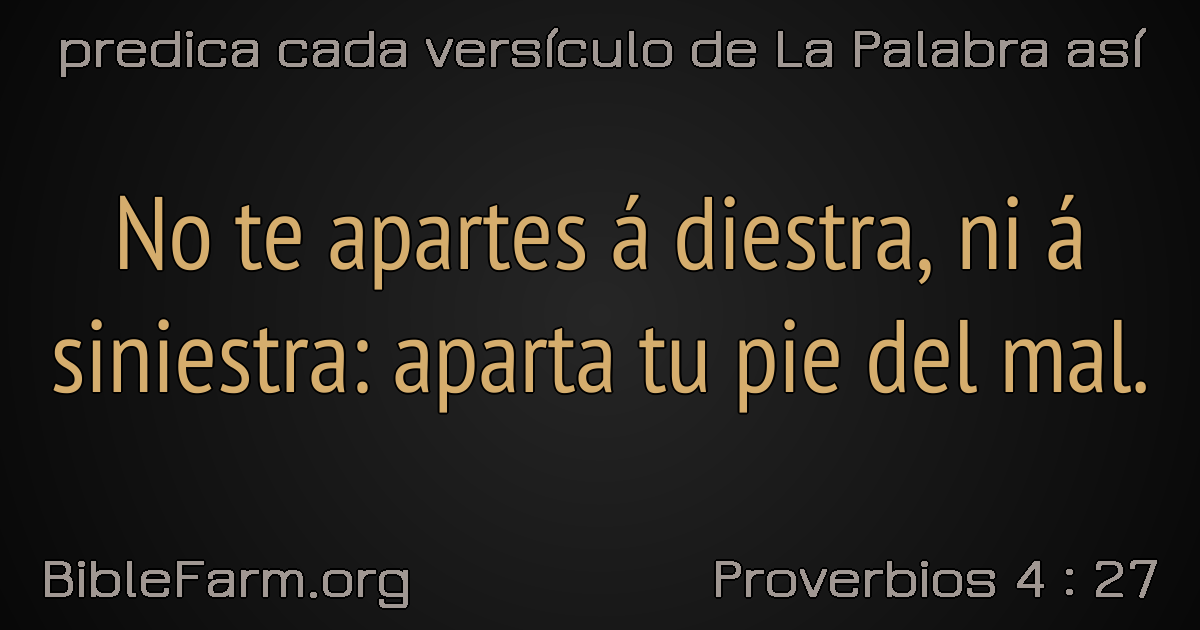 predica cada versículo de La Palabra así
No te apartes á diestra, ni á
siniestra: aparta tu pie del mal.
BibleFarm.org
Proverbios 4 : 27